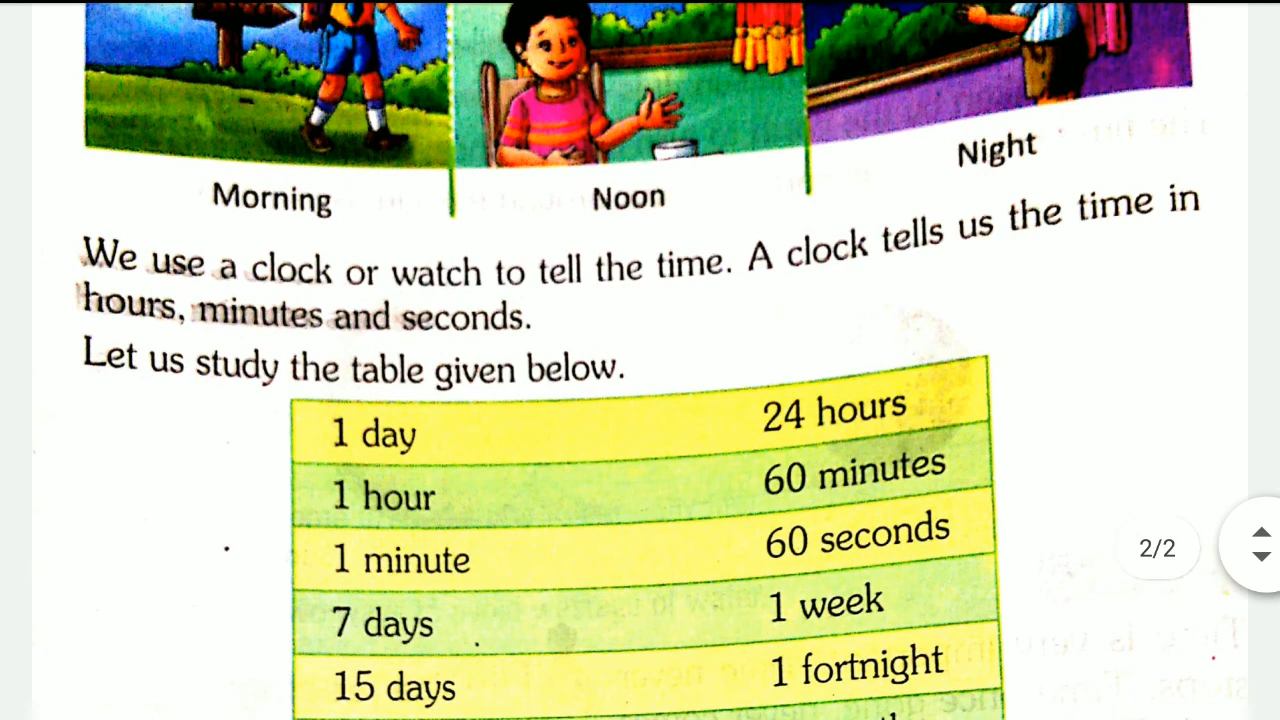 Morning
Noon
Night
We use a clock or watch to tell the time. A clock tells us the time in
hours, minutes and seconds.
Let us study the table given below.
1 day 24 hours
1 hour 60 minutes
1 minute 60 seconds
7 days 1 week
15 days 1 fortnight
2/2